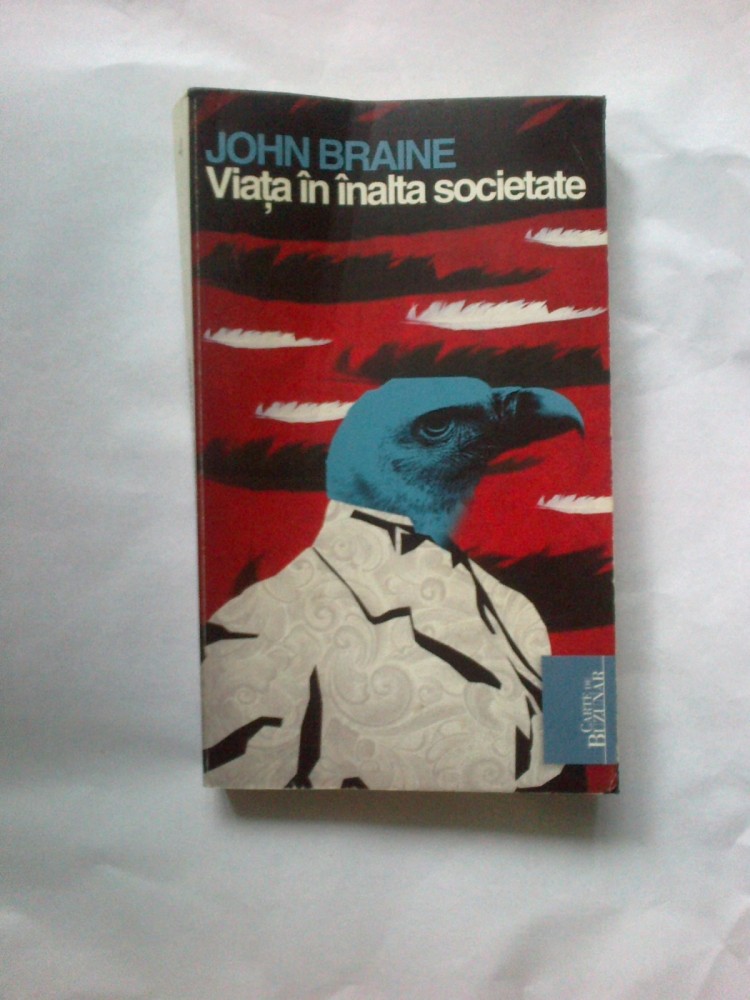 JOHN BRAINE
Viața în înalta societate
CARTE DE
BUZUNAR